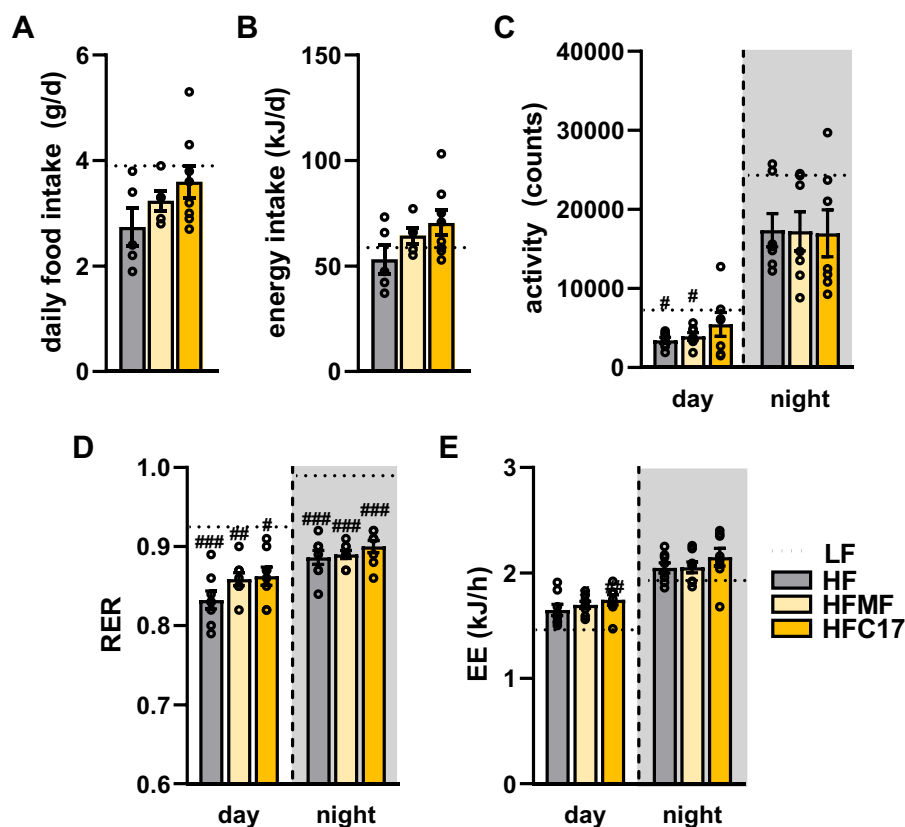 A
daily food intake (g/d)
6
4
2
0
B
energy intake (kJ/d)
150
100
50
0
C
activity (counts)
40000
30000
20000
10000
0
# #
day night
D
RER
1.0
0.9
0.8
0.7
0.6
### ## # ### ### ###
day night
E
EE (kJ/h)
3
2
1
0
##
day night
LF
HF
HFMF
HFC17